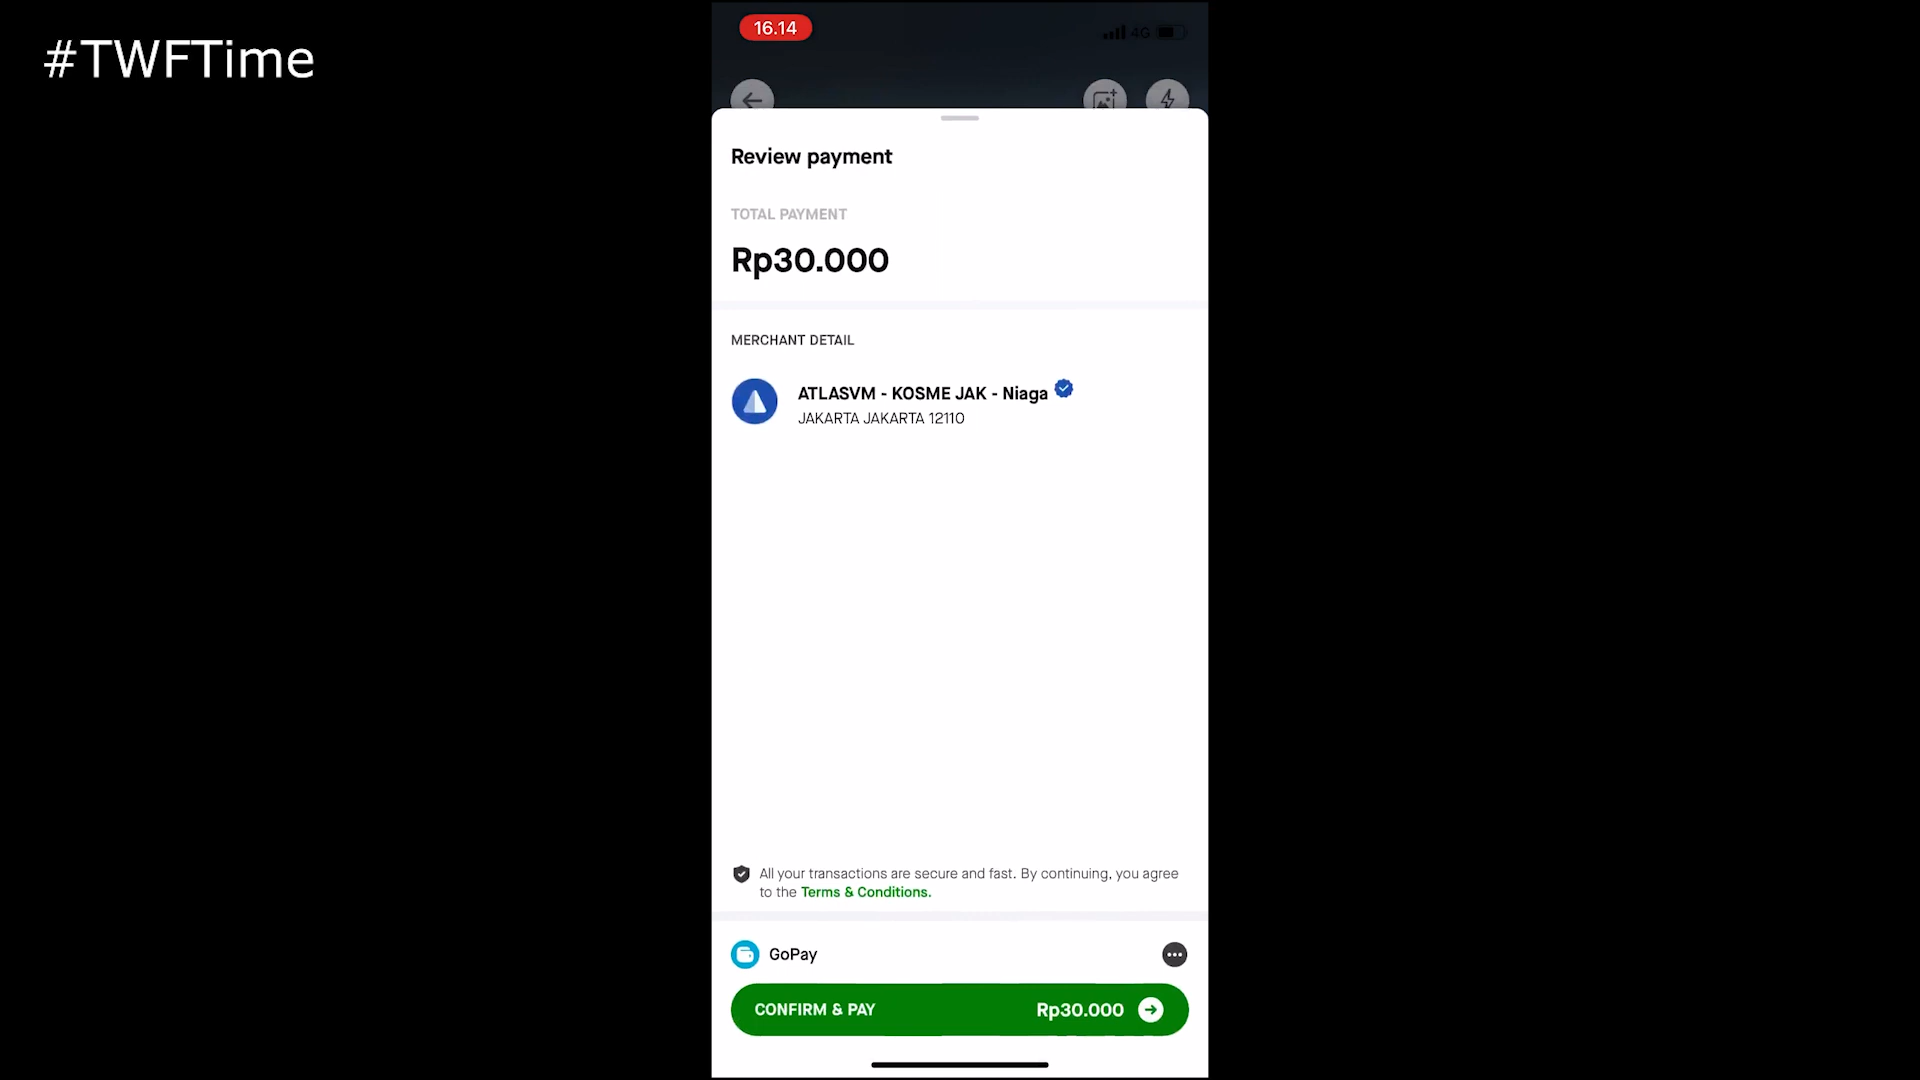 #TWFTime
16.14
4G
Review payment
TOTAL PAYMENT
Rp30.000
MERCHANT DETAIL
ATLASVM - KOSME JAK - Niaga
JAKARTA JAKARTA 12110
All your transactions are secure and fast. By continuing, you agree
to the Terms & Conditions.
GoPay
CONFIRM & PAY Rp30.000